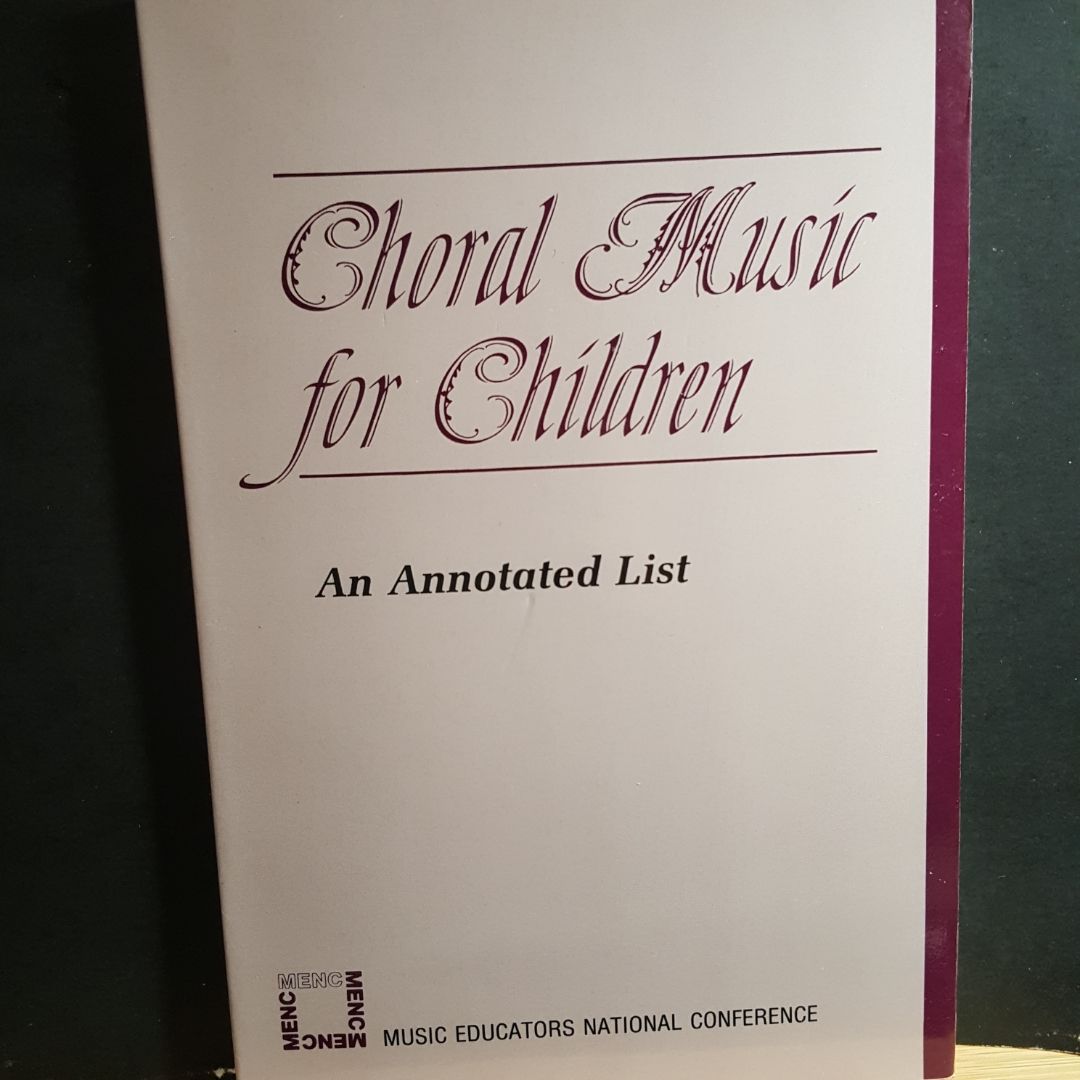 Choral Music
for Children
An Annotated List
MENC
MENC
MENC
MENC
MUSIC EDUCATORS NATIONAL CONFERENCE